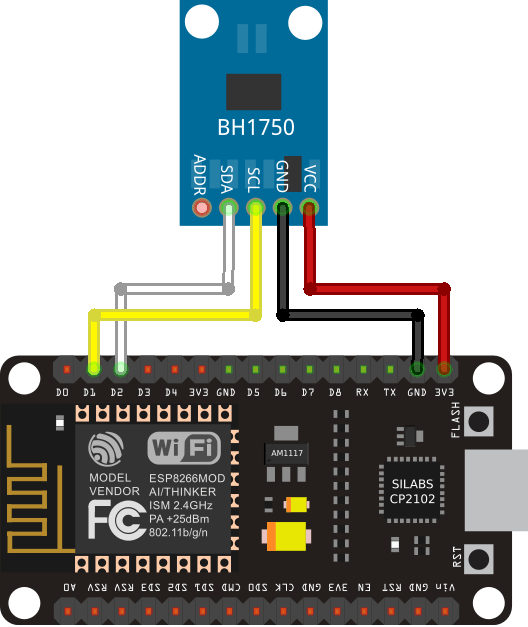 BH1750
ADDR SDA SCL GND VCC
D0 D1 D2 D3 D4 3V3 GND D5 D6 D7 D8 RX TX GND 3V3
FLASH
WiFi
AM1117
MODEL
VENDOR
ESP8266MOD
AI/THINKER
ISM 2.4GHz
PA +25dBm
802.11b/g/n
FC
SILABS
CP2102
RST
A0 RSV RSV SD3 SD2 SD1 CMD SD0 CLK GND 3V3 EN RST GND Vin